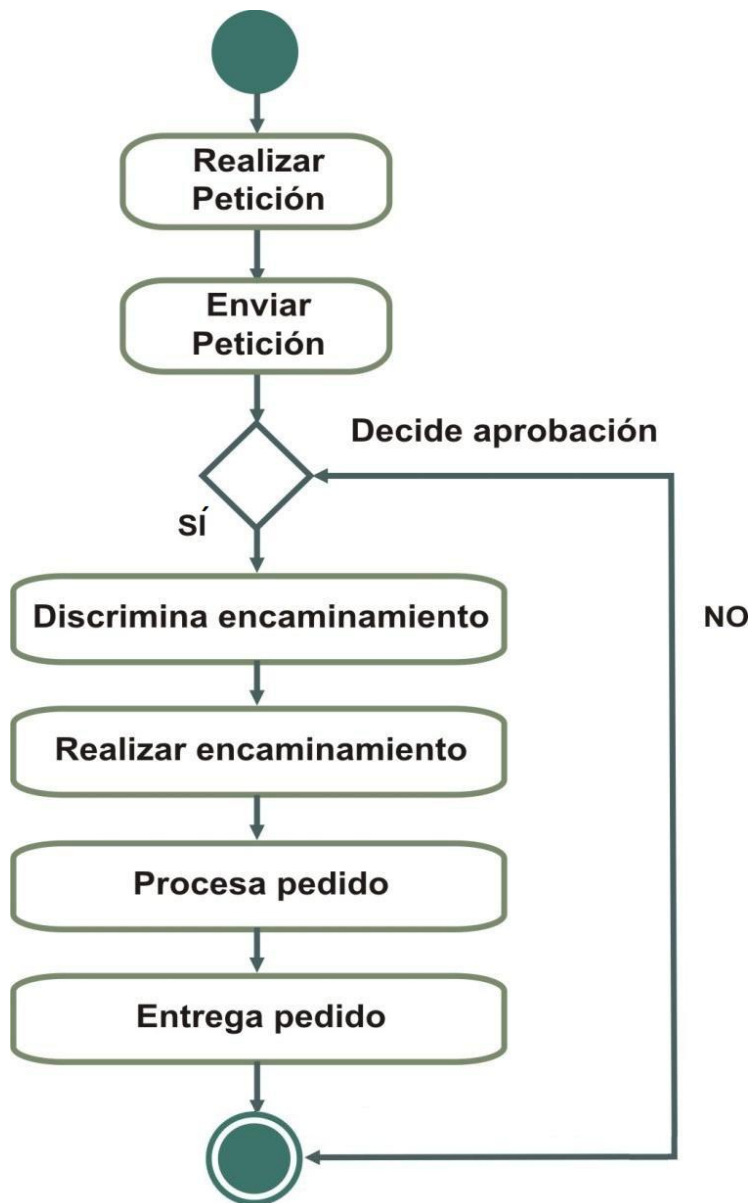 Realizar
Petición
Enviar
Petición
Decide aprobación
SÍ
Discrimina encaminamiento
NO
Realizar encaminamiento
Procesa pedido
Entrega pedido